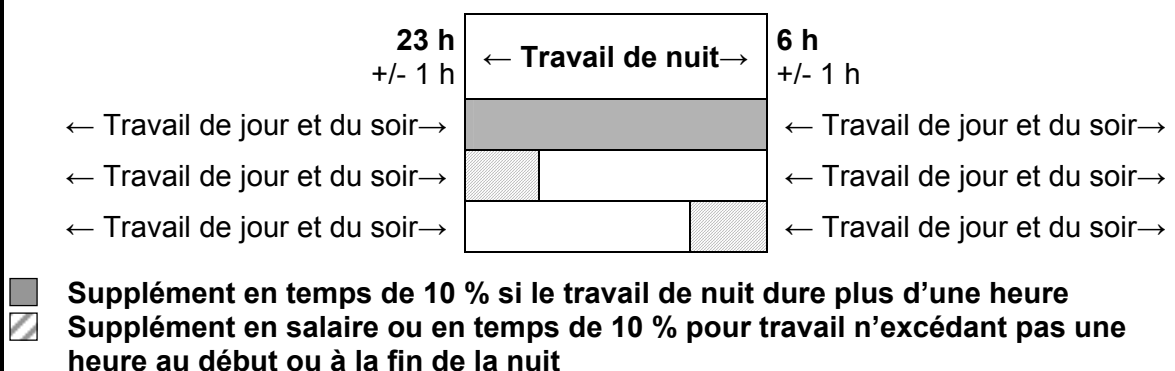 23 h
+/- 1 h
← Travail de nuit→
6 h
+/- 1 h
← Travail de jour et du soir→ ← Travail de jour et du soir→
← Travail de jour et du soir→ ← Travail de jour et du soir→
← Travail de jour et du soir→ ← Travail de jour et du soir→
Supplément en temps de 10 % si le travail de nuit dure plus d’une heure
Supplément en salaire ou en temps de 10 % pour travail n’excédant pas une
heure au début ou à la fin de la nuit